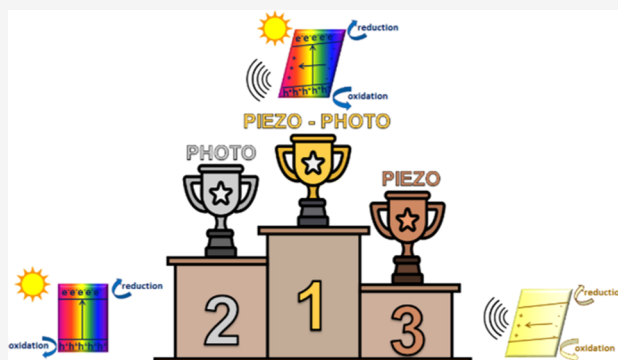 e⁻e⁻e⁻e⁻e⁻
reduction
h⁺h⁺h⁺h⁺h⁺
oxidation
PIEZO - PHOTO
PHOTO
PIEZO
1
2
3
e⁻e⁻e⁻e⁻e⁻
reduction
oxidation
h⁺h⁺h⁺h⁺h⁺
reduction
oxidation